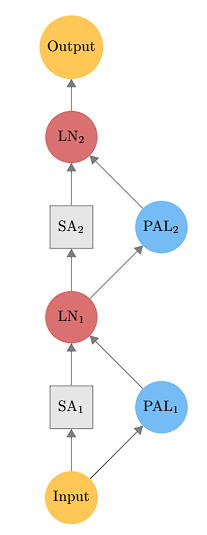 Output
LN₂
SA₂
PAL₂
LN₁
SA₁
PAL₁
Input